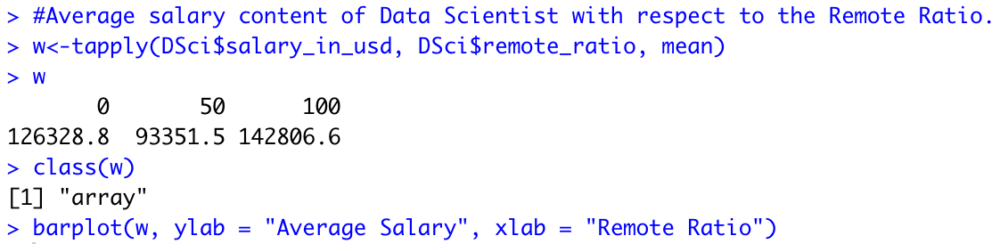 > #Average salary content of Data Scientist with respect to the Remote Ratio.
> w<-tapply(DSci$salary_in_usd, DSci$remote_ratio, mean)
> w
       0       50      100
126328.8  93351.5 142806.6
> class(w)
[1] "array"
> barplot(w, ylab = "Average Salary", xlab = "Remote Ratio")